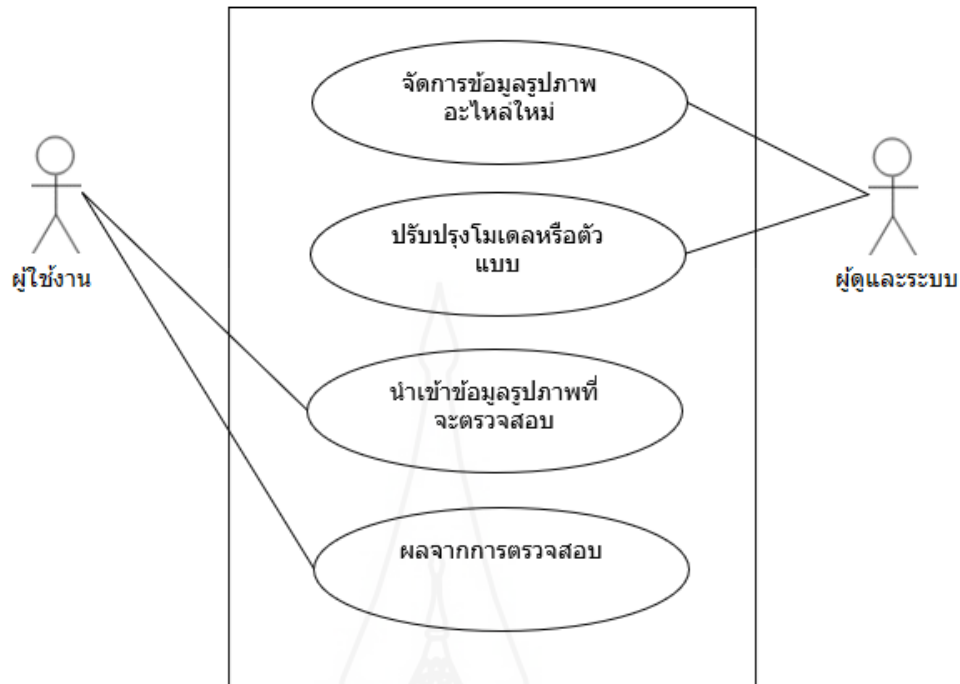 จัดการข้อมูลรูปภาพ
อะไหล่ใหม่
ผู้ใช้งาน
ปรับปรุงโมเดลหรือตัว
แบบ
ผู้ดูและระบบ
นำเข้าข้อมูลรูปภาพที่
จะตรวจสอบ
ผลจากการตรวจสอบ